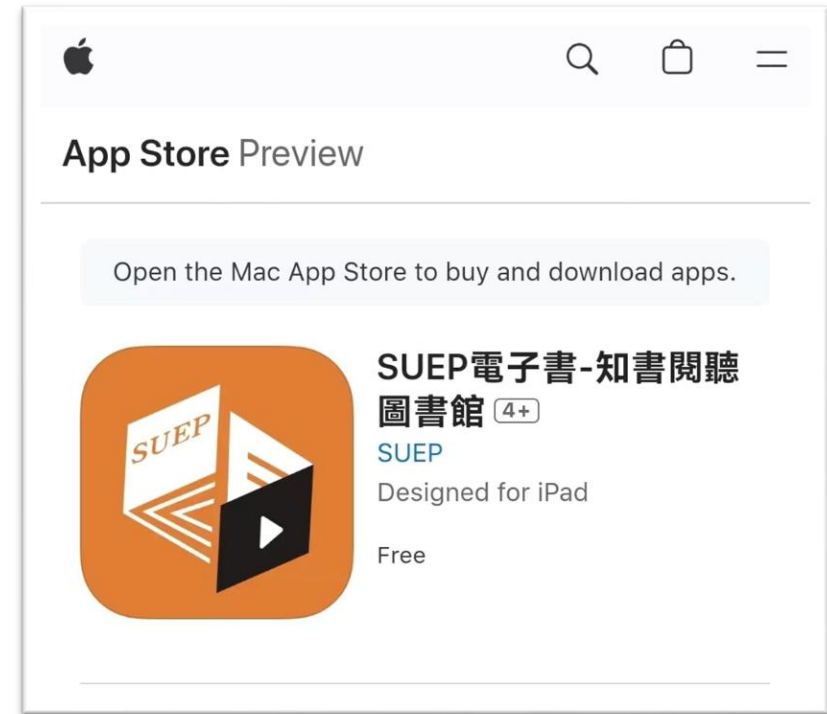 App Store Preview
Open the Mac App Store to buy and download apps.
SUEP
SUEP電子書-知書閱聽
圖書館 4+
SUEP
Designed for iPad
Free